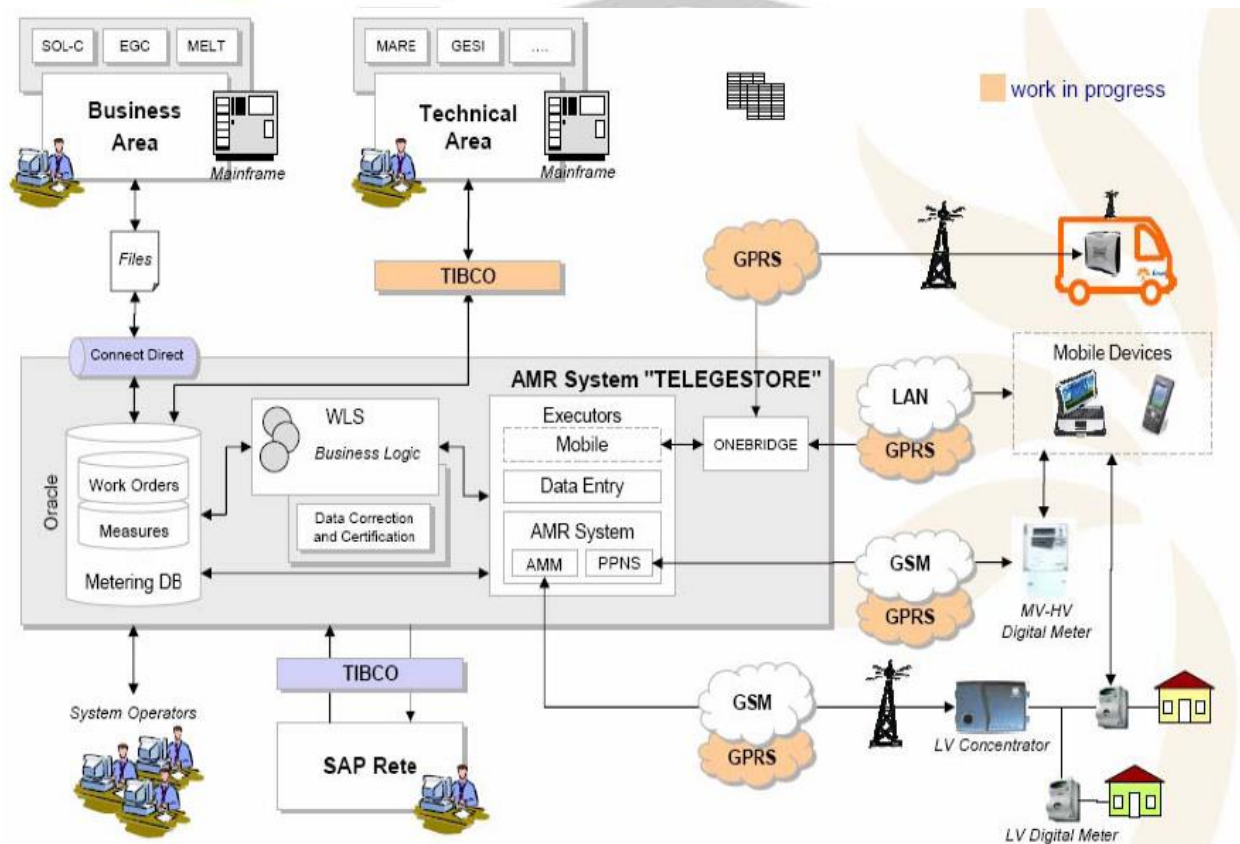 SOL-C
EGC
MELT
Business
Area
Mainframe
MARE
GESI
....
Technical
Area
Mainframe
work in progress
Files
TIBCO
GPRS
Connect Direct
AMR System "TELEGESTORE"
Mobile Devices
Oracle
Work Orders
Measures
Metering DB
WLS
Business Logic
Data Correction
and Certification
Executors
Mobile
Data Entry
AMR System
AMM
PPNS
ONEBRIDGE
LAN
GPRS
GSM
GPRS
MV-HV
Digital Meter
System Operators
TIBCO
SAP Rete
GSM
GPRS
LV Concentrator
LV Digital Meter